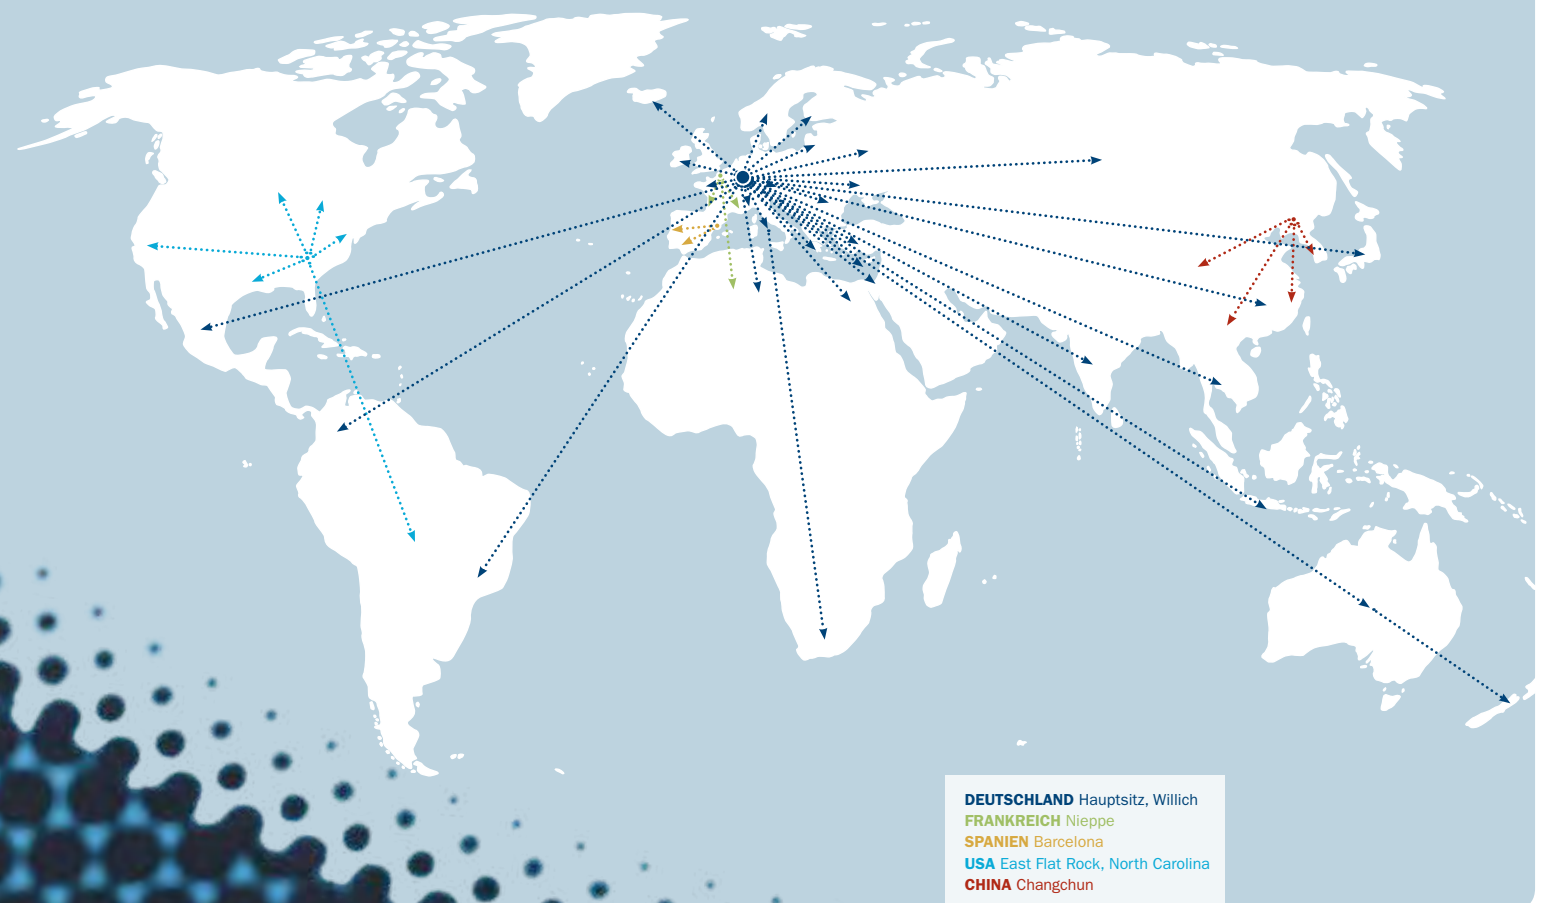 DEUTSCHLAND Hauptsitz, Willich
FRANKREICH Nieppe
SPANIEN Barcelona
USA East Flat Rock, North Carolina
CHINA Changchun